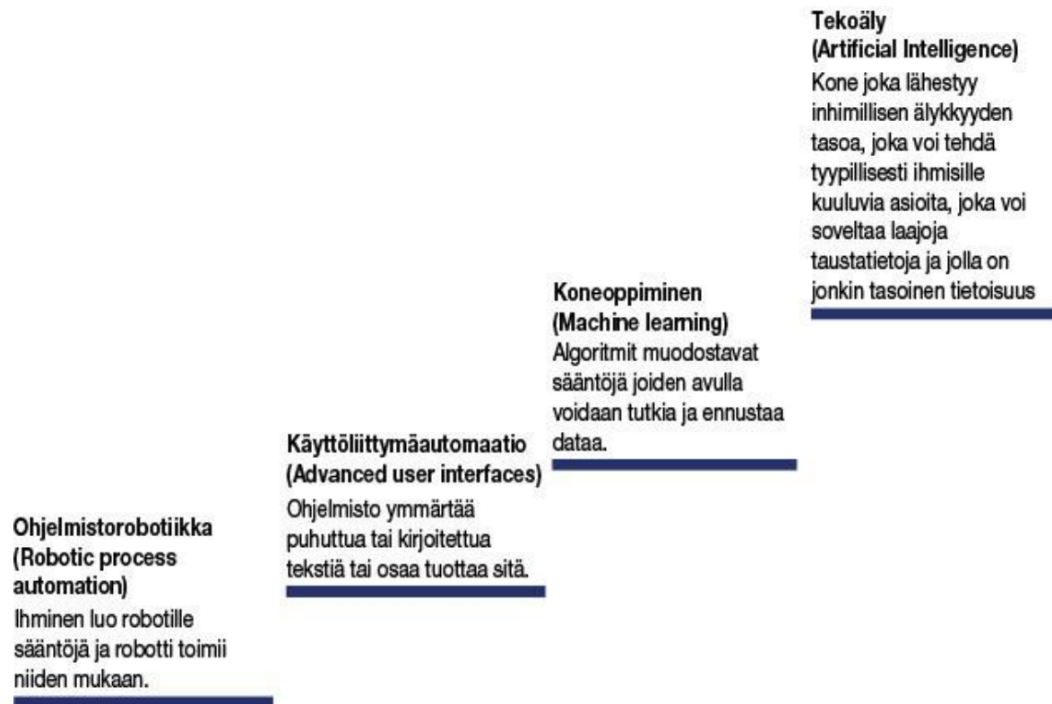 Tekoäly
(Artificial Intelligence)
Kone joka lähestyy
inhimillisen älykkyyden
tasoa, joka voi tehdä
tyypillisesti ihmisille
kuuluvia asioita, joka voi
soveltaa laajoja
taustatietoja ja jolla on
jonkin tasoinen tietoisuus
Koneoppiminen
(Machine learning)
Algoritmit muodostavat
sääntöjä joiden avulla
voidaan tutkia ja ennustaa
dataa.
Käyttöliittymäautomaatio
(Advanced user interfaces)
Ohjelmisto ymmärtää
puhuttua tai kirjoitettua
tekstiä tai osaa tuottaa sitä.
Ohjelmistorobotiikka
(Robotic process
automation)
Ihminen luo robotille
sääntöjä ja robotti toimii
niiden mukaan.